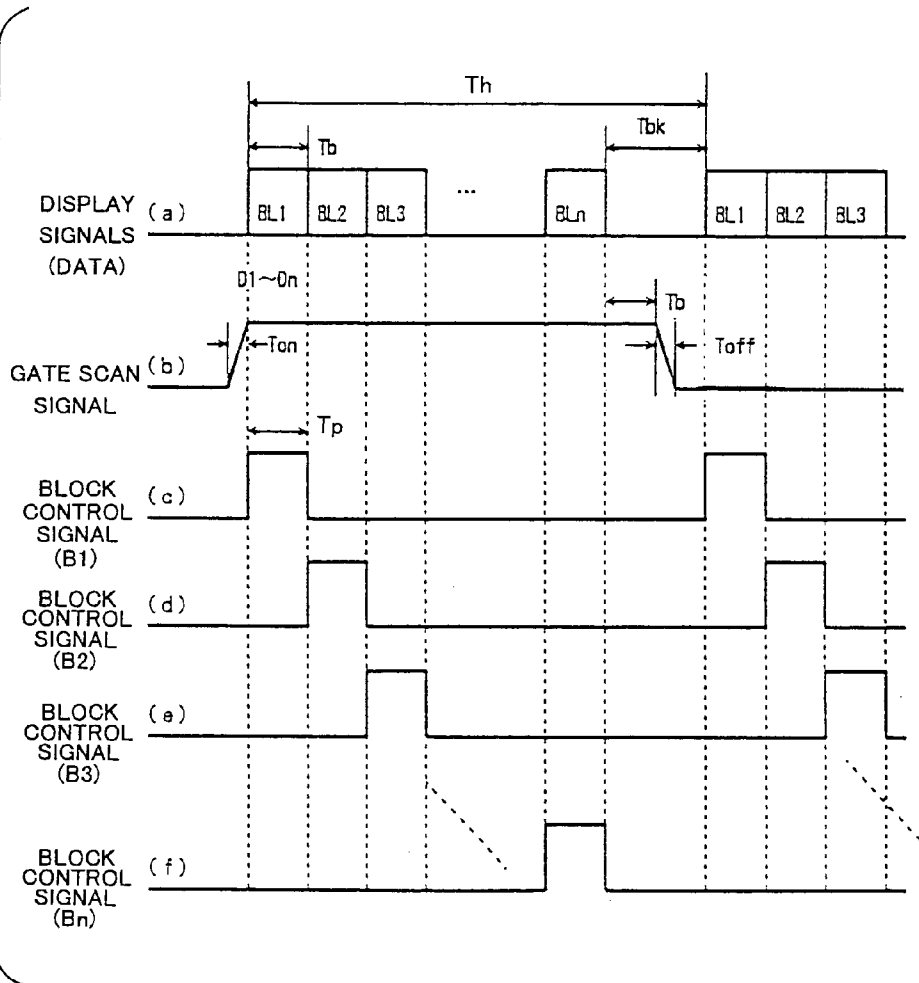 Th
Tbk
Tb
...
DISPLAY (a) BL1 BL2 BL3 BLn BL1 BL2 BL3
SIGNALS
(DATA)
D1~Dn
Tb
Ton Toff
GATE SCAN (b)
SIGNAL
Tp
BLOCK (c)
CONTROL
SIGNAL
(B1)
BLOCK (d)
CONTROL
SIGNAL
(B2)
BLOCK (e)
CONTROL
SIGNAL
(B3)
BLOCK (f)
CONTROL
SIGNAL
(Bn)